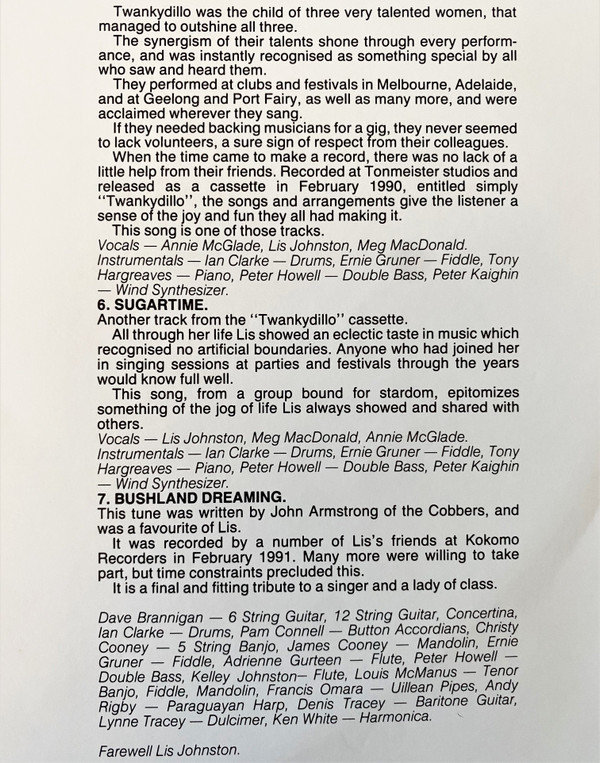 Twankydillo was the child of three very talented women, that
managed to outshine all three.
The synergism of their talents shone through every perform-
ance, and was instantly recognised as something special by all
who saw and heard them.
They performed at clubs and festivals in Melbourne, Adelaide,
and at Geelong and Port Fairy, as well as many more, and were
acclaimed wherever they sang.
If they needed backing musicians for a gig, they never seemed
to lack volunteers, a sure sign of respect from their colleagues.
When the time came to make a record, there was no lack of a
little help from their friends. Recorded at Tonmeister studios and
released as a cassette in February 1990, entitled simply
"Twankydillo", the songs and arrangements give the listener a
sense of the joy and fun they all had making it.
This song is one of those tracks.
Vocals — Annie McGlade, Lis Johnston, Meg MacDonald.
Instrumentals — Ian Clarke — Drums, Ernie Gruner — Fiddle, Tony
Hargreaves — Piano, Peter Howell — Double Bass, Peter Kaighin
— Wind Synthesizer.
6. SUGARTIME.
Another track from the "Twankydillo" cassette.
All through her life Lis showed an eclectic taste in music which
recognised no artificial boundaries. Anyone who had joined her
in singing sessions at parties and festivals through the years
would know full well.
This song, from a group bound for stardom, epitomizes
something of the jog of life Lis always showed and shared with
others.
Vocals — Lis Johnston, Meg MacDonald, Annie McGlade.
Instrumentals — Ian Clarke — Drums, Ernie Gruner — Fiddle, Tony
Hargreaves — Piano, Peter Howell — Double Bass, Peter Kaighin
— Wind Synthesizer.
7. BUSHLAND DREAMING.
This tune was written by John Armstrong of the Cobbers, and
was a favourite of Lis.
It was recorded by a number of Lis's friends at Kokomo
Recorders in February 1991. Many more were willing to take
part, but time constraints precluded this.
It is a final and fitting tribute to a singer and a lady of class.
Dave Brannigan — 6 String Guitar, 12 String Guitar, Concertina,
Ian Clarke — Drums, Pam Connell — Button Accordians, Christy
Cooney — 5 String Banjo, James Cooney — Mandolin, Ernie
Gruner — Fiddle, Adrienne Gurteen — Flute, Peter Howell —
Double Bass, Kelley Johnston– Flute, Louis McManus — Tenor
Banjo, Fiddle, Mandolin, Francis Omara — Uillean Pipes, Andy
Rigby — Paraguayan Harp, Denis Tracey — Baritone Guitar,
Lynne Tracey — Dulcimer, Ken White — Harmonica.
Farewell Lis Johnston.